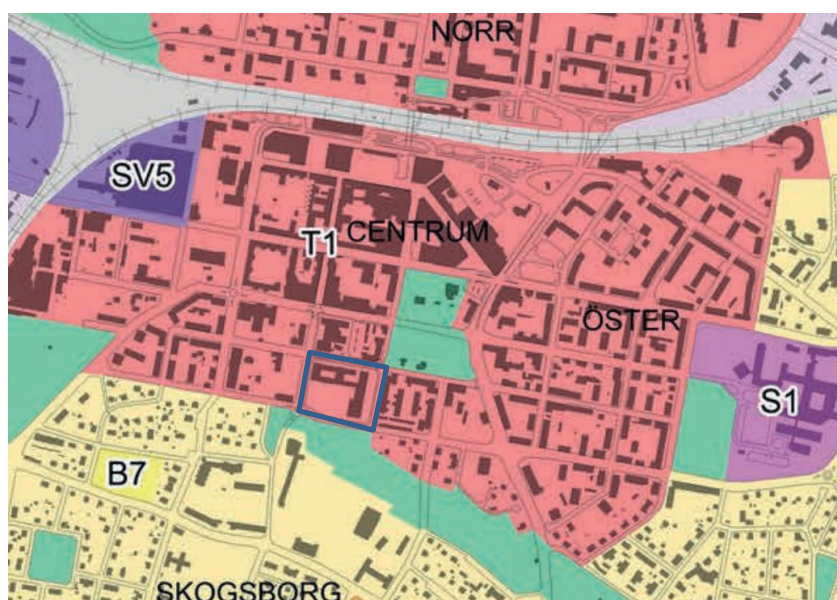 NORR
SV5
T1
CENTRUM
ÖSTER
S1
B7
SKOGSBORG